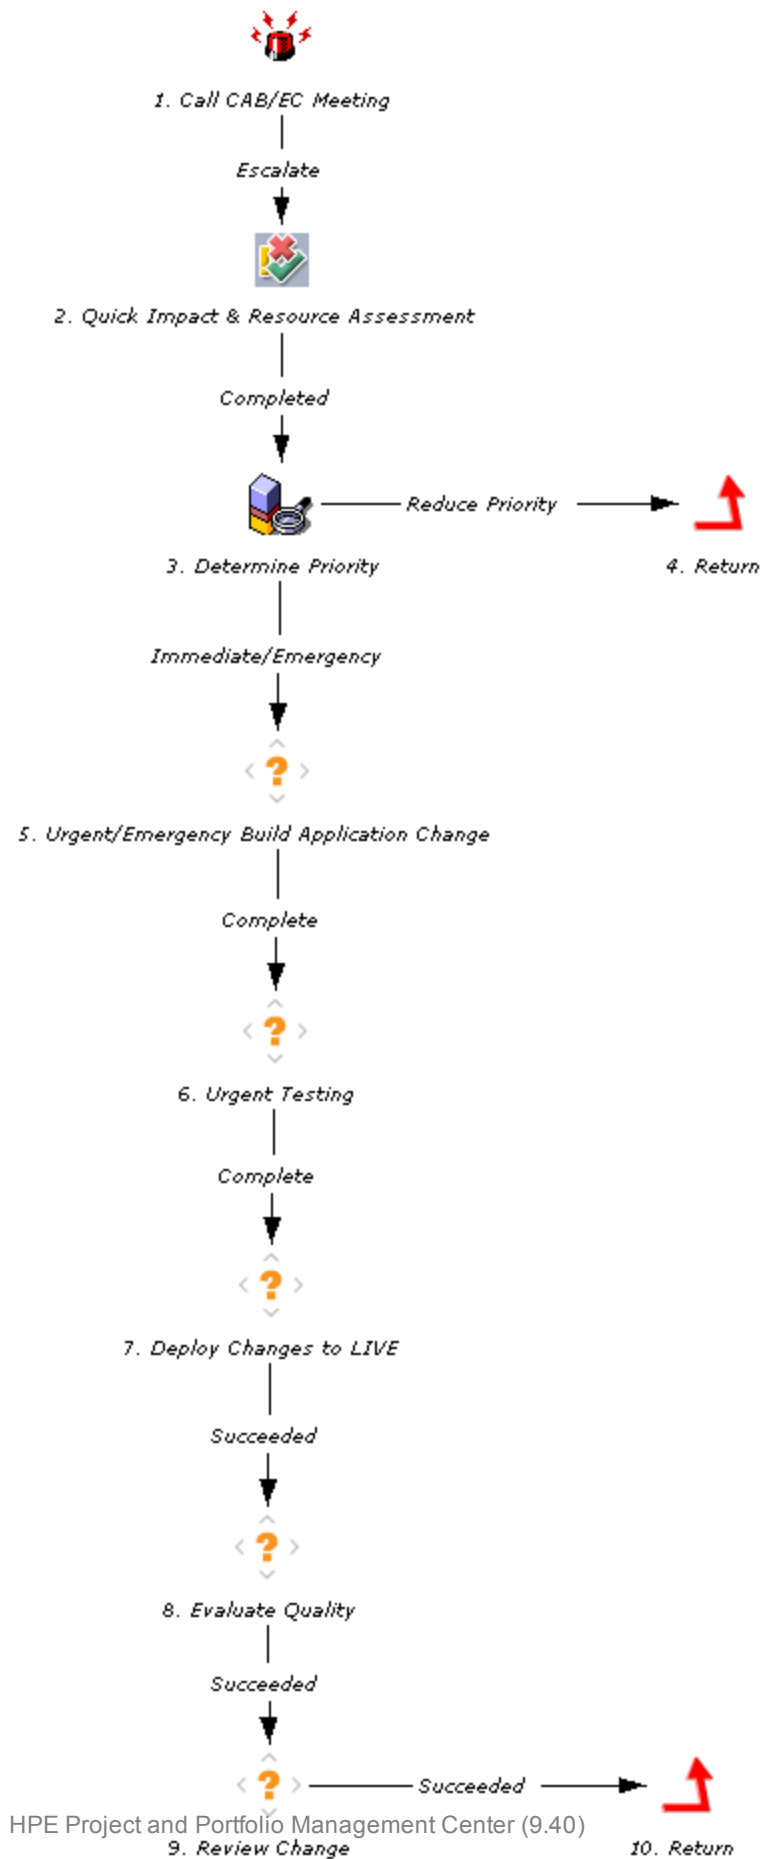 1. Call CAB/EC Meeting
Escalate
2. Quick Impact & Resource Assessment
Completed
Reduce Priority
3. Determine Priority
4. Return
Immediate/Emergency
?
5. Urgent/Emergency Build Application Change
Complete
?
6. Urgent Testing
Complete
?
7. Deploy Changes to LIVE
Succeeded
?
8. Evaluate Quality
Succeeded
?
Succeeded
HPE Project and Portfolio Management Center (9.40)
9. Review Change
10. Return